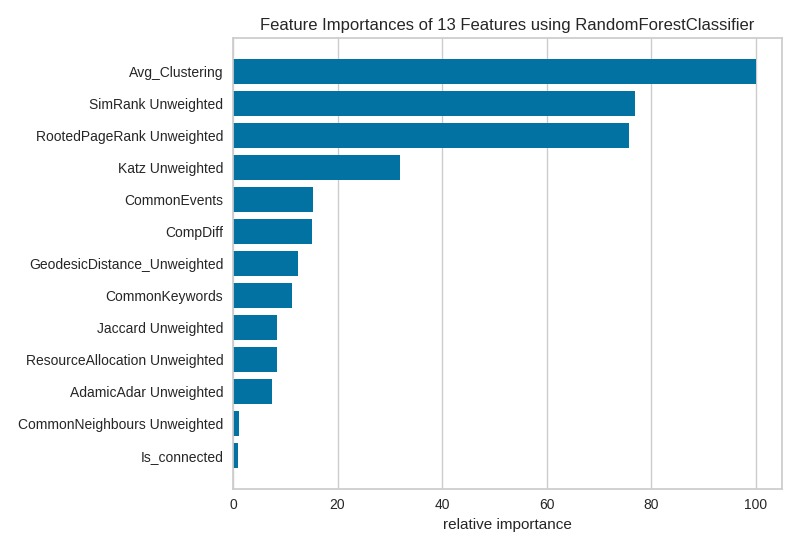 Feature Importances of 13 Features using RandomForestClassifier
Avg_Clustering
SimRank Unweighted
RootedPageRank Unweighted
Katz Unweighted
CommonEvents
CompDiff
GeodesicDistance_Unweighted
CommonKeywords
Jaccard Unweighted
ResourceAllocation Unweighted
AdamicAdar Unweighted
CommonNeighbours Unweighted
Is_connected
0 20 40 60 80 100
relative importance